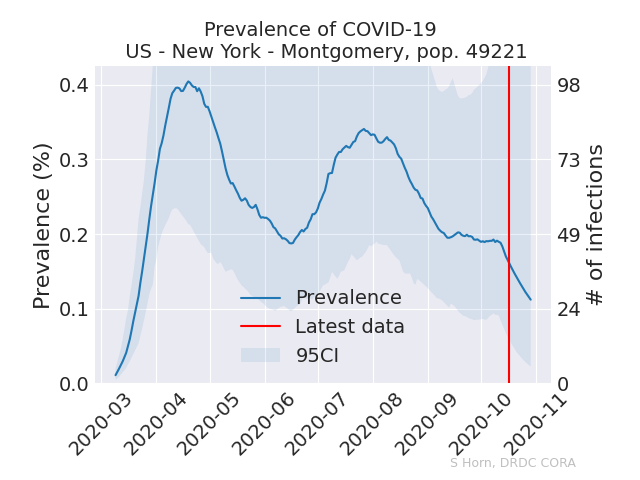 Prevalence of COVID-19
US - New York - Montgomery, pop. 49221
Prevalence (%)
0.4
0.3
0.2
0.1
0.0
98
73
49
24
0
# of infections
Prevalence
Latest data
95CI
2020-03
2020-04
2020-05
2020-06
2020-07
2020-08
2020-09
2020-10
2020-11
S Horn, DRDC CORA